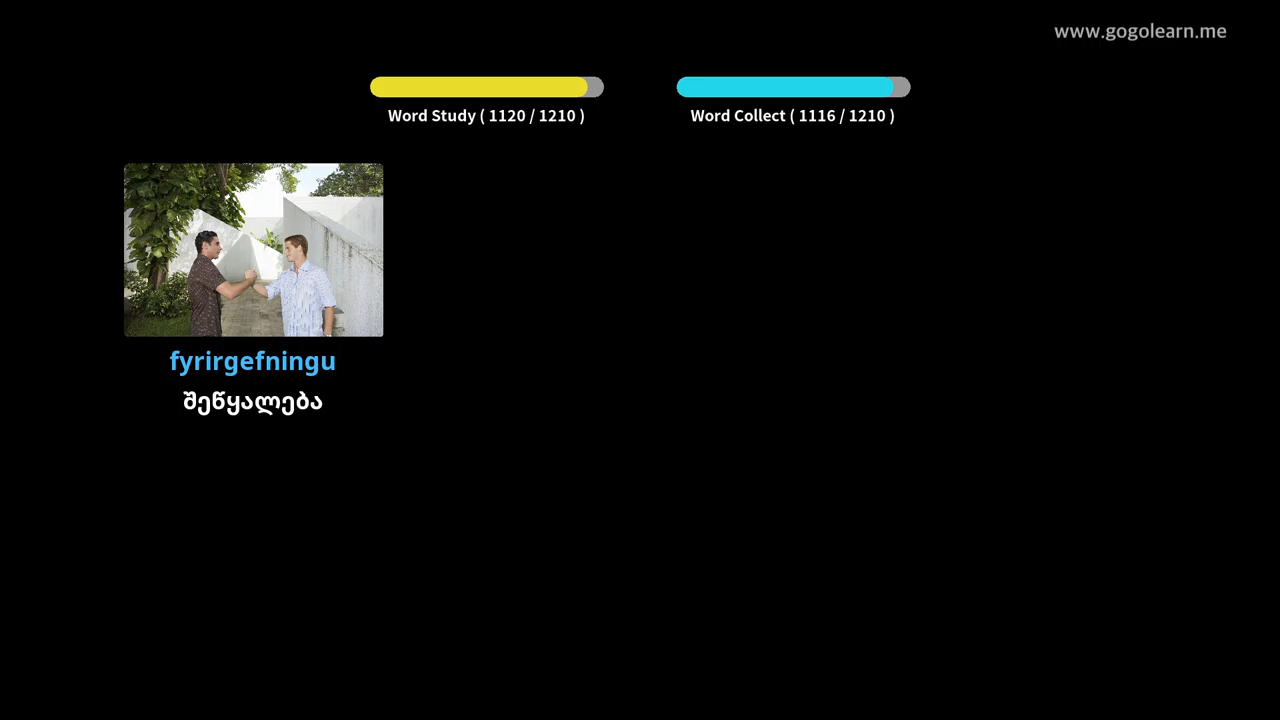 www.gogolearn.me
Word Study ( 1120 / 1210 )
Word Collect ( 1116 / 1210 )
fyrirgefningu
შეწყალება